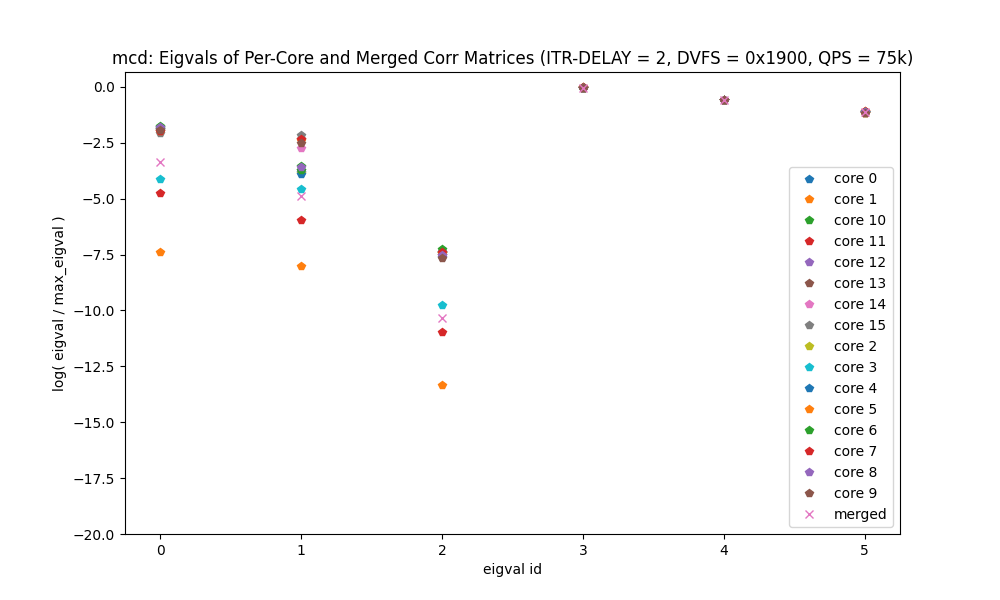 mcd: Eigvals of Per-Core and Merged Corr Matrices (ITR-DELAY = 2, DVFS = 0x1900, QPS = 75k)
log( eigval / max_eigval )
0.0
−2.5
−5.0
−7.5
−10.0
−12.5
−15.0
−17.5
−20.0
core 0
core 1
core 10
core 11
core 12
core 13
core 14
core 15
core 2
core 3
core 4
core 5
core 6
core 7
core 8
core 9
merged
0 1 2 3 4 5
eigval id